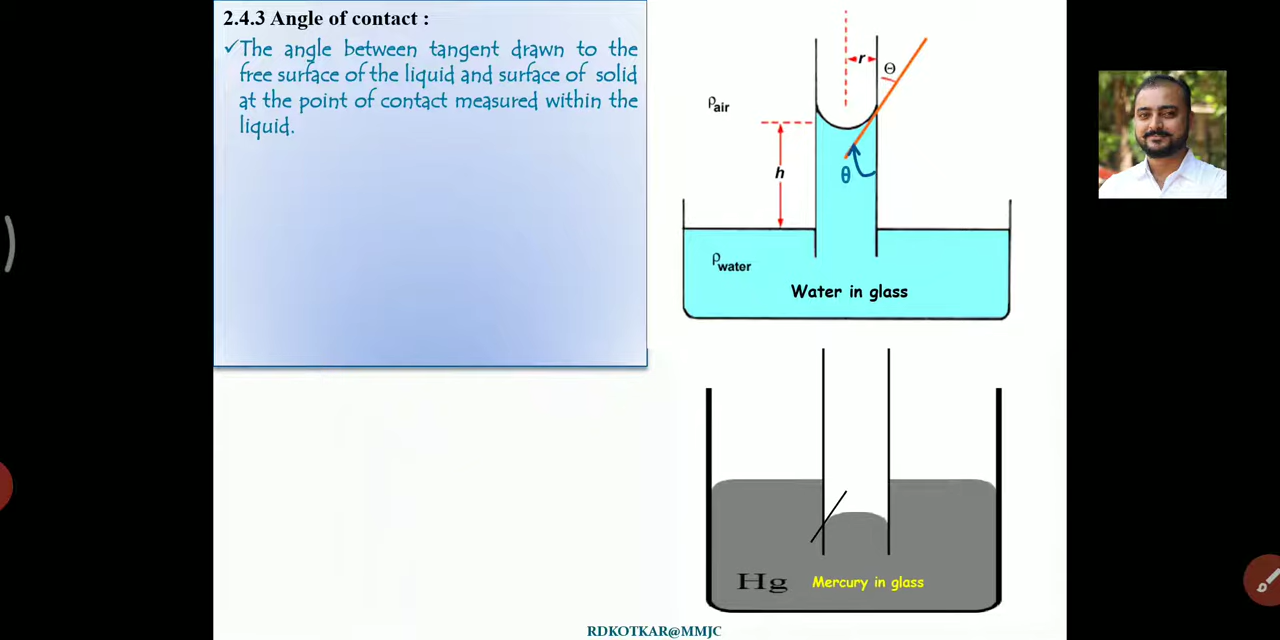 2.4.3 Angle of contact :
✓The angle between tangent drawn to the
free surface of the liquid and surface of solid
at the point of contact measured within the
liquid.
r
Θ
ρair
h
θ
ρwater
Water in glass
Hg
Mercury in glass
RDKOTKAR@MMJC